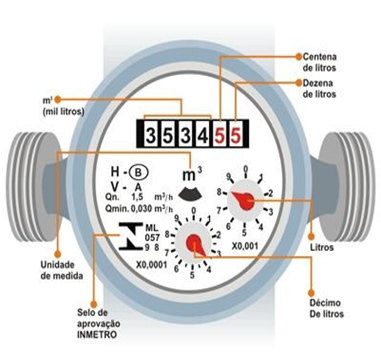 Centena
de litros
Dezena
de litros
m³
(mil litros)
3 5 3 4 5 5
H - B
V - A
Qn. 1,5 m³/h
Qmin. 0,030 m³/h
m³
ML
057
9 8
X0,0001
0
1
2
3
4
5
6
7
8
9
X0,001
0
1
2
3
4
5
6
7
8
9
Unidade
de medida
Selo de
aprovação
INMETRO
Litros
Décimo
De litros